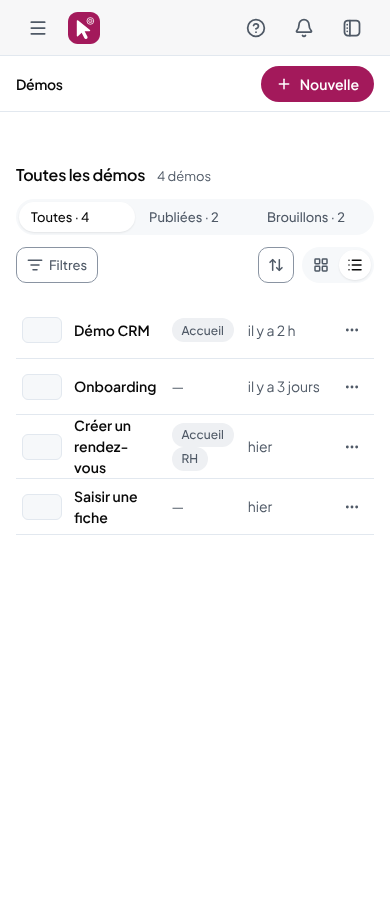 Démos
Nouvelle
Toutes les démos 4 démos
Toutes · 4 Publiées · 2 Brouillons · 2
Filtres
Démo CRM Accueil il y a 2 h
Onboarding — il y a 3 jours
Créer un
rendez-
vous
Accueil
RH
hier
Saisir une
fiche
— hier